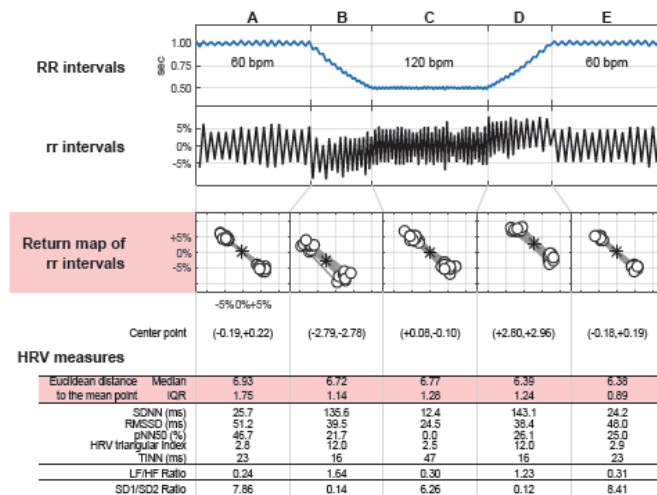 A B C D E
RR intervals
sec
1.00
0.75
0.50
60 bpm 120 bpm 60 bpm
rr intervals
5%
0%
-5%
Return map of
rr intervals
+5%
0%
-5%
-5%0%+5%
Center point (-0.19,+0.22) (-2.79,-2.78) (+0.08,-0.10) (+2.80,+2.96) (-0.18,+0.19)
HRV measures
Euclidean distance Median 6.93 6.72 6.77 6.39 6.38
to the mean point IQR 1.75 1.14 1.28 1.24 0.89
SDNN (ms) 25.7 135.6 12.4 143.1 24.2
RMSSD (ms) 51.2 39.5 24.5 38.4 48.0
pNN50 (%) 46.7 21.7 0.0 26.1 25.0
HRV triangular index 2.8 12.0 2.5 12.0 2.9
TINN (ms) 23 16 47 16 23
LF/HF Ratio 0.24 1.64 0.30 1.23 0.31
SD1/SD2 Ratio 7.86 0.14 6.26 0.12 8.41